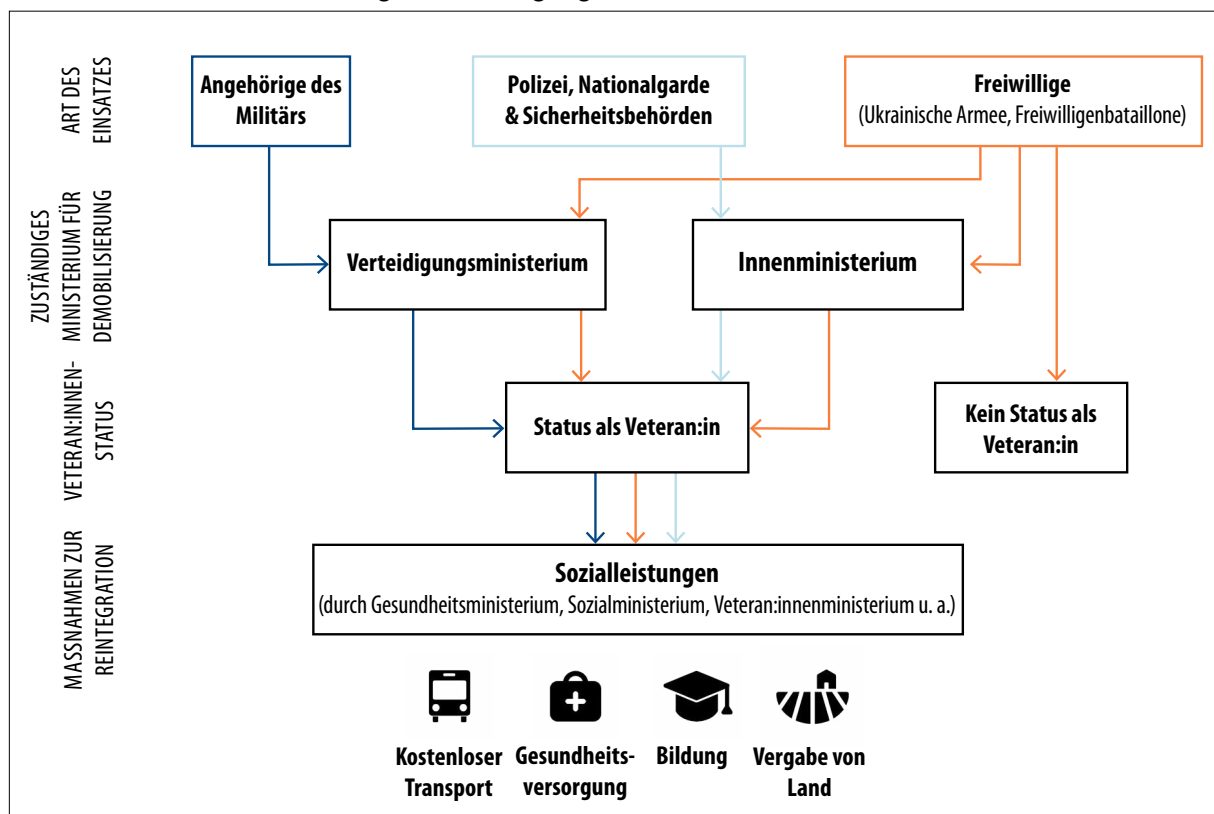 ART DES
EINSATZES
Angehörige des
Militärs
Polizei, Nationalgarde
& Sicherheitsbehörden
Freiwillige
(Ukrainische Armee, Freiwilligenbataillone)
ZUSTÄNDIGES
MINISTERIUM FÜR
DEMOBILISIERUNG
Verteidigungsministerium
Innenministerium
VETERAN:INNEN-
STATUS
Status als Veteran:in
Kein Status als
Veteran:in
MASSNAHMEN ZUR
REINTEGRATION
Sozialleistungen
(durch Gesundheitsministerium, Sozialministerium, Veteran:innenministerium u. a.)
Kostenloser
Transport
Gesundheits-
versorgung
Bildung
Vergabe von
Land